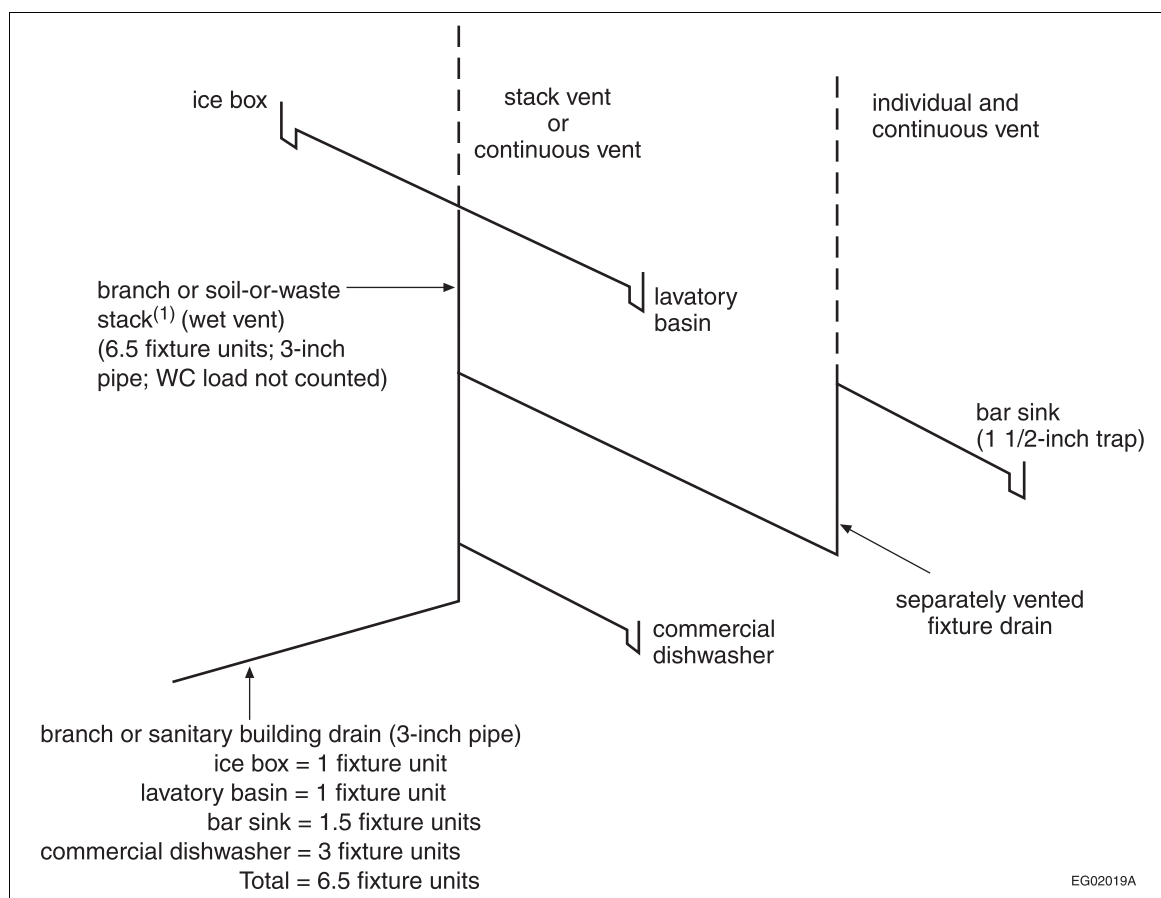 ice box
stack vent
or
continuous vent
individual and
continuous vent
branch or soil-or-waste
stack(1) (wet vent)
(6.5 fixture units; 3-inch
pipe; WC load not counted)
lavatory
basin
bar sink
(1 1/2-inch trap)
separately vented
fixture drain
commercial
dishwasher
branch or sanitary building drain (3-inch pipe)
ice box = 1 fixture unit
lavatory basin = 1 fixture unit
bar sink = 1.5 fixture units
commercial dishwasher = 3 fixture units
Total = 6.5 fixture units
EG02019A